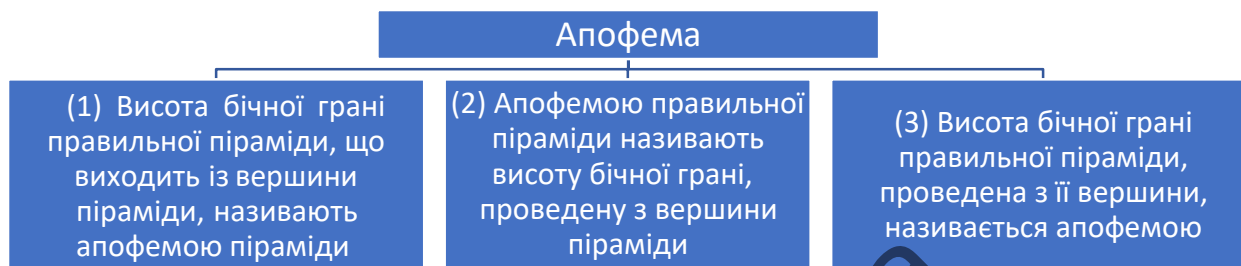 Апофема
(1) Висота бічної грані
правильної піраміди, що
виходить із вершини
піраміди, називають
апофемою піраміди
(2) Апофемою правильної
піраміди називають
висоту бічної грані,
проведену з вершини
піраміди
(3) Висота бічної грані
правильної піраміди,
проведена з її вершини,
називається апофемою